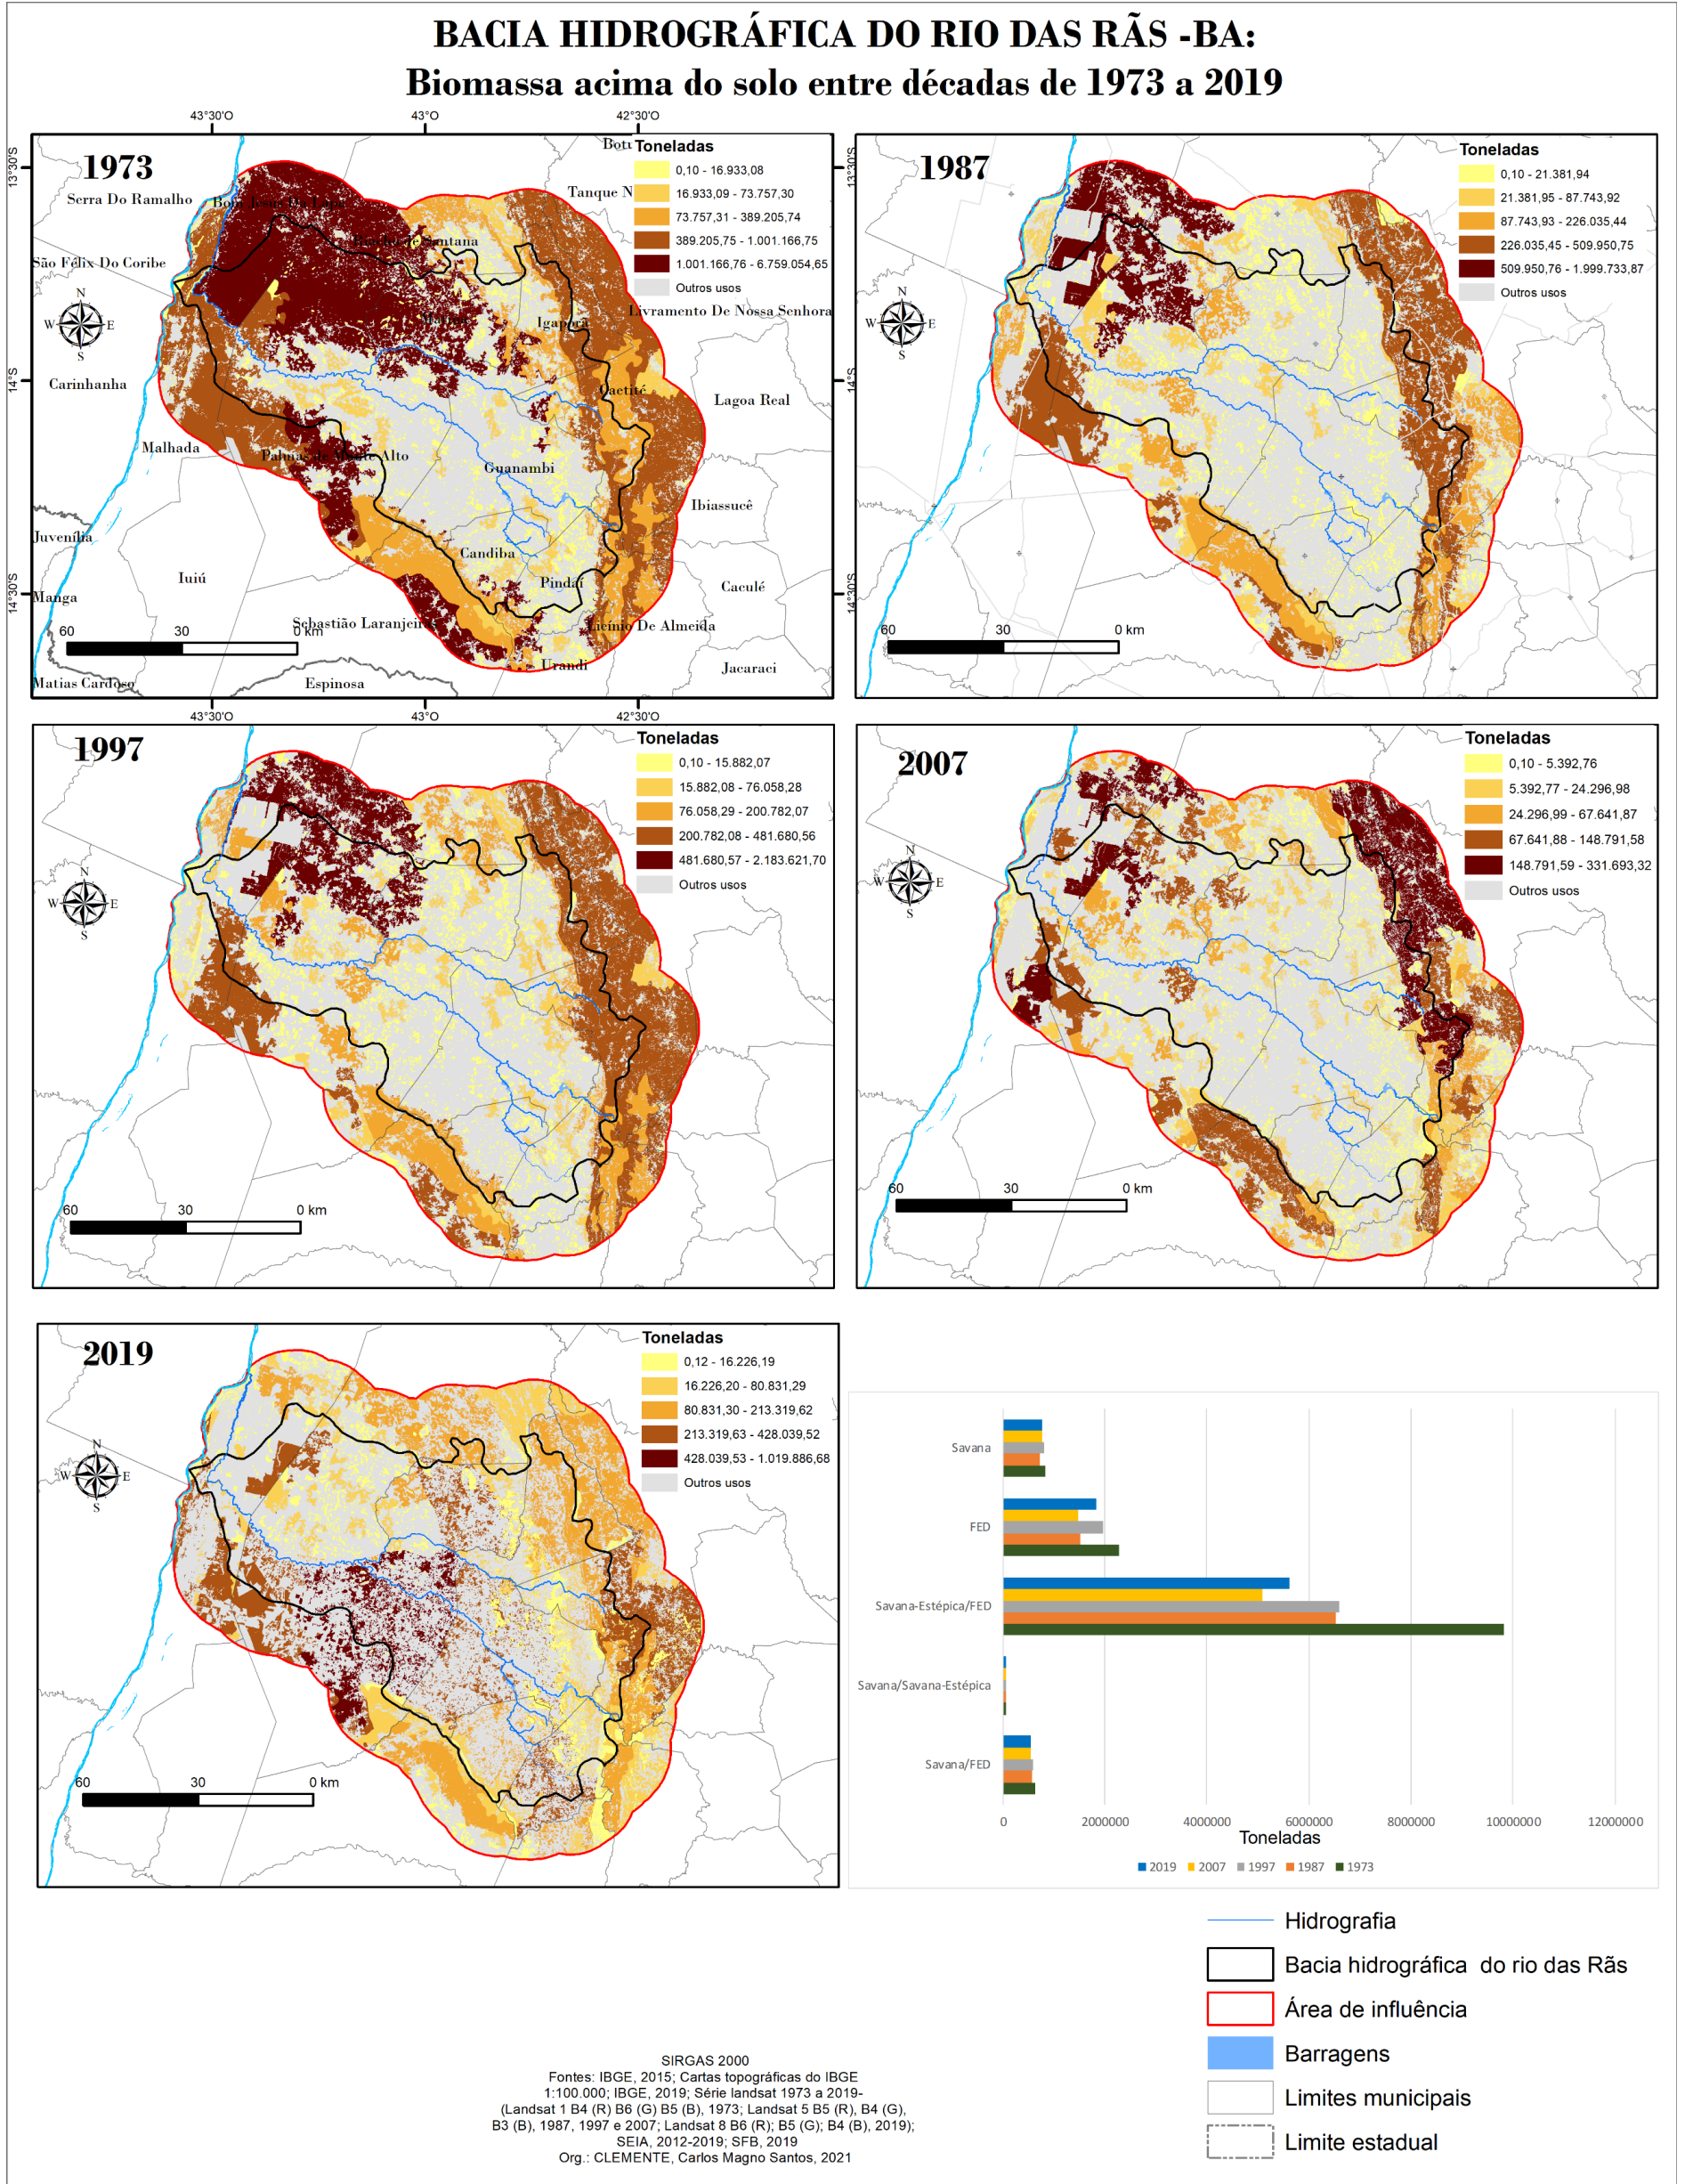 BACIA HIDROGRÁFICA DO RIO DAS RÃS -BA:
Biomassa acima do solo entre décadas de 1973 a 2019
43°30'O
43°O
42°30'O
13°30'S
14°S
14°30'S
1973
Toneladas
0,10 - 16.933,08
16.933,09 - 73.757,30
73.757,31 - 389.205,74
389.205,75 - 1.001.166,75
1.001.166,76 - 6.759.054,65
Outros usos
Serra Do Ramalho
Bom Jesus Da Lapa
Tanque N
Riacho de Santana
São Félix Do Coribe
N
W
E
S
Matina
Igaporã
Livramento De Nossa Senhora
Carinhanha
Caetité
Lagoa Real
Malhada
Palmas de Monte Alto
Guanambi
Ibiassucê
Juvenília
Candiba
Iuiú
Pindaí
Caculé
Manga
Sebastião Laranjeiras
Licínio De Almeida
60
30
0 km
Urandi
Jacaraci
Matias Cardoso
Espinosa
43°30'O
43°O
42°30'O
13°30'S
14°S
14°30'S
1987
Toneladas
0,10 - 21.381,94
21.381,95 - 87.743,92
87.743,93 - 226.035,44
226.035,45 - 509.950,75
509.950,76 - 1.999.733,87
Outros usos
N
W
E
S
60
30
0 km
1997
Toneladas
0,10 - 15.882,07
15.882,08 - 76.058,28
76.058,29 - 200.782,07
200.782,08 - 481.680,56
481.680,57 - 2.183.621,70
Outros usos
N
W
E
S
60
30
0 km
2007
Toneladas
0,10 - 5.392,76
5.392,77 - 24.296,98
24.296,99 - 67.641,87
67.641,88 - 148.791,58
148.791,59 - 331.693,32
Outros usos
N
W
E
S
60
30
0 km
2019
Toneladas
0,12 - 16.226,19
16.226,20 - 80.831,29
80.831,30 - 213.319,62
213.319,63 - 428.039,52
428.039,53 - 1.019.886,68
Outros usos
N
W
E
S
60
30
0 km
Savana
FED
Savana-Estépica/FED
Savana/Savana-Estépica
Savana/FED
0
2000000
4000000
6000000
8000000
10000000
12000000
Toneladas
2019
2007
1997
1987
1973
Hidrografia
Bacia hidrográfica do rio das Rãs
Área de influência
Barragens
Limites municipais
Limite estadual
SIRGAS 2000
Fontes: IBGE, 2015; Cartas topográficas do IBGE
1:100.000; IBGE, 2019; Série landsat 1973 a 2019-
(Landsat 1 B4 (R) B6 (G) B5 (B), 1973; Landsat 5 B5 (R), B4 (G),
B3 (B), 1987, 1997 e 2007; Landsat 8 B6 (R); B5 (G); B4 (B), 2019);
SEIA, 2012-2019; SFB, 2019
Org.: CLEMENTE, Carlos Magno Santos, 2021